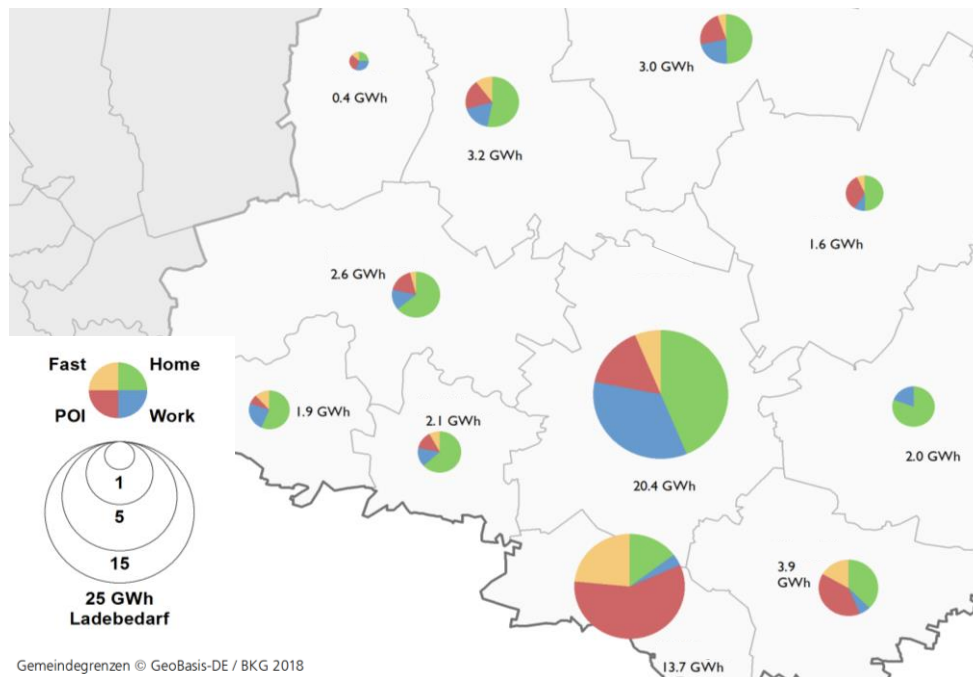 3.0 GWh
0.4 GWh
3.2 GWh
1.6 GWh
2.6 GWh
Fast
Home
POI
Work
1.9 GWh
2.1 GWh
2.0 GWh
20.4 GWh
1
5
15
25 GWh
Ladebedarf
3.9
GWh
13.7 GWh
Gemeindegrenzen © GeoBasis-DE / BKG 2018